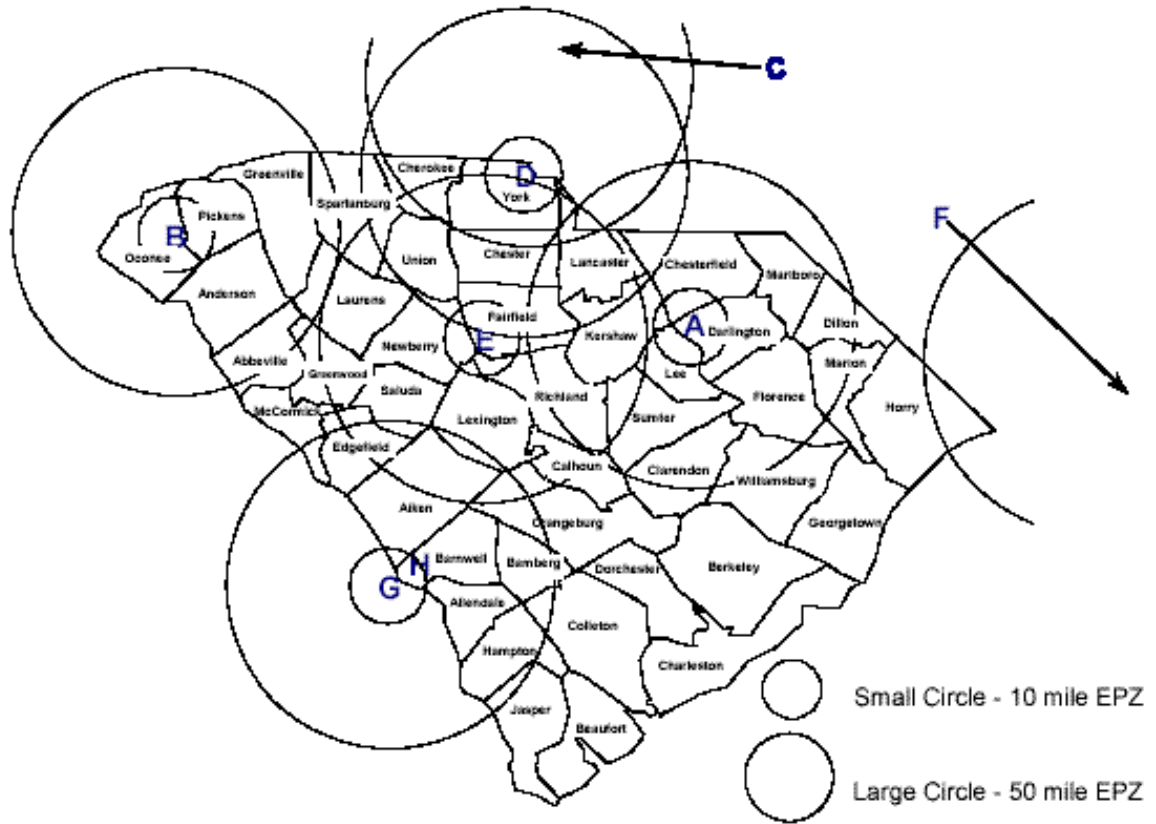 C
Greenville
Cherokee
D
York
Spartanburg
Pickens
F
B
Oconee
Union
Chester
Lancaster
Chesterfield
Marlboro
Anderson
Laurens
Fairfield
A
Darlington
Dillon
E
Kershaw
Newberry
Abbeville
Greenwood
Lee
Marion
Saluda
Richland
Florence
Horry
McCormick
Lexington
Sumter
Edgefield
Calhoun
Clarendon
Williamsburg
Aiken
Orangeburg
Georgetown
H
Barnwell
Bamberg
Dorchester
Berkeley
G
Allendale
Colleton
Hampton
Charleston
Jasper
Beaufort
Small Circle - 10 mile EPZ
Large Circle - 50 mile EPZ